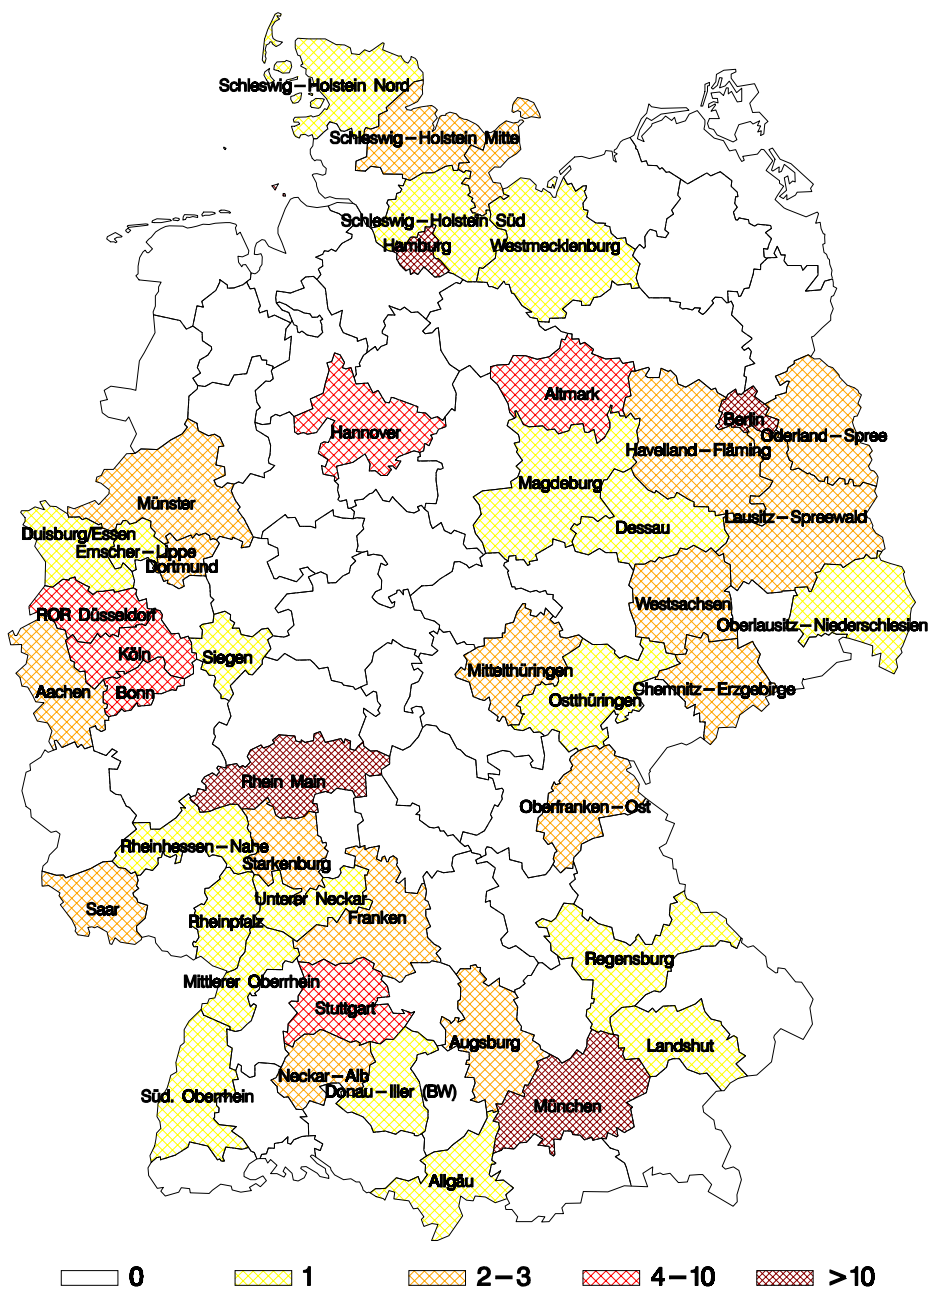 Schleswig–Holstein Nord
Schleswig–Holstein Mitte
Schleswig–Holstein Süd
Hamburg
Westmecklenburg
Altmark
Berlin
Hannover
Oderland–Spree
Havelland–Fläming
Magdeburg
Münster
Lausitz–Spreewald
Dessau
Duisburg/Essen
Emscher–Lippe
Dortmund
Westsachsen
ROR Düsseldorf
Oberlausitz–Niederschlesien
Köln
Siegen
Mittelthüringen
Aachen
Bonn
Chemnitz–Erzgebirge
Ostthüringen
Rhein Main
Oberfranken–Ost
Rheinhessen–Nahe
Starkenburg
Unterer Neckar
Saar
Franken
Rheinpfalz
Regensburg
Mittlerer Oberrhein
Stuttgart
Augsburg
Landshut
Neckar–Alb
Donau–Iller (BW)
Süd. Oberrhein
München
Allgäu
0 1 2–3 4–10 >10